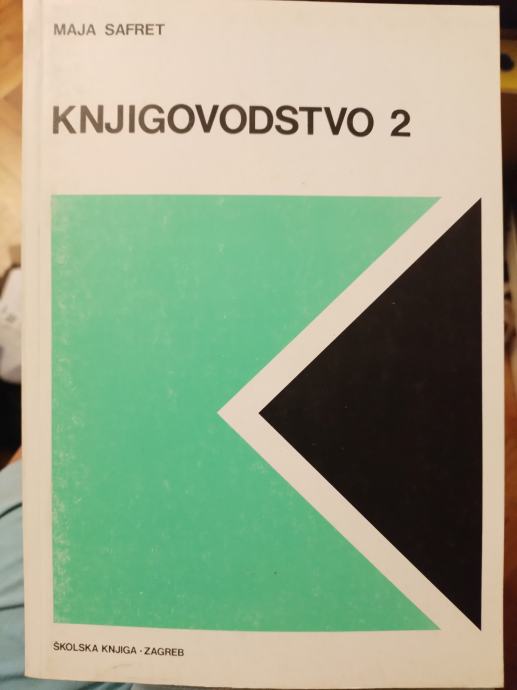 MAJA SAFRET
KNJIGOVODSTVO 2
ŠKOLSKA KNJIGA · ZAGREB